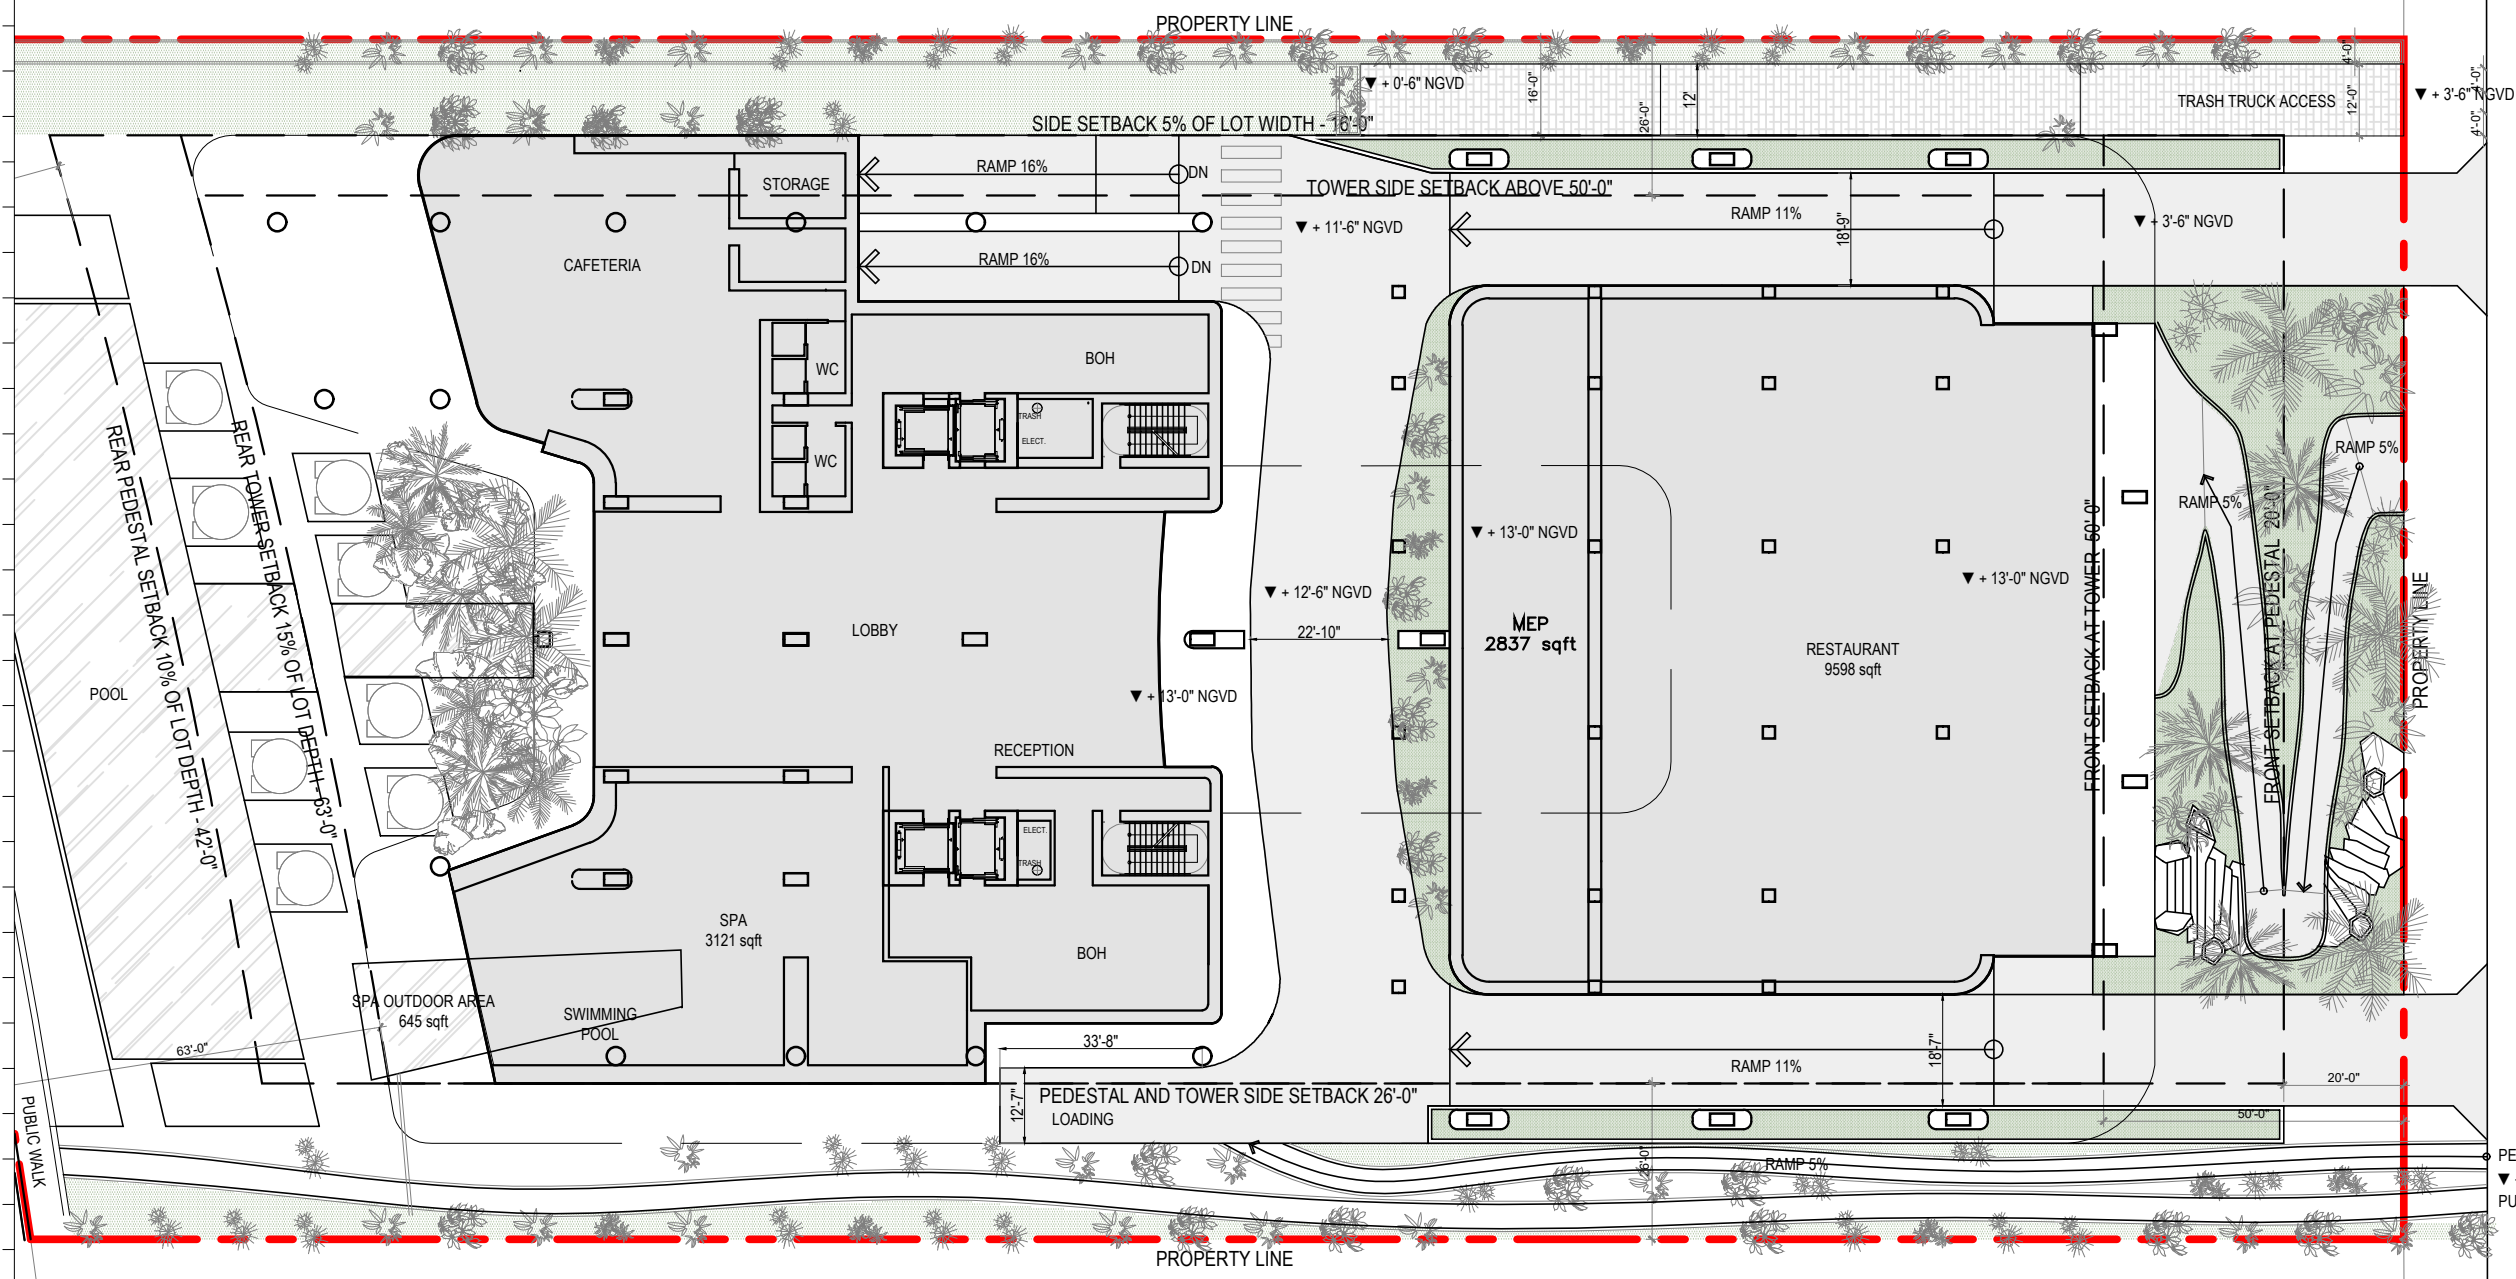 PROPERTY LINE
▼ + 0'-6" NGVD
16'-0"
26'-0"
12'
TRASH TRUCK ACCESS
4'-0"
12'-0"
▼ + 3'-6" NGVD
4'-0"
4'-0"
SIDE SETBACK 5% OF LOT WIDTH - 16'-0"
RAMP 16%
DN
STORAGE
TOWER SIDE SETBACK ABOVE 50'-0"
▼ + 11'-6" NGVD
RAMP 11%
18'-9"
▼ + 3'-6" NGVD
CAFETERIA
RAMP 16%
DN
BOH
WC
WC
TRASH
ELECT.
REAR PEDESTAL SETBACK 10% OF LOT DEPTH - 42'-0"
REAR TOWER SETBACK 15% OF LOT DEPTH - 63'-0"
RAMP 5%
RAMP 5%
▼ + 13'-0" NGVD
▼ + 13'-0" NGVD
▼ + 12'-6" NGVD
FRONT SETBACK AT TOWER 50'-0"
FRONT SETBACK AT PEDESTAL 20'-0"
PROPERTY LINE
LOBBY
22'-10"
MEP
2837 sqft
RESTAURANT
9598 sqft
POOL
▼ + 13'-0" NGVD
RECEPTION
ELECT.
TRASH
SPA
3121 sqft
BOH
SPA OUTDOOR AREA
645 sqft
SWIMMING
POOL
63'-0"
33'-8"
18'-7"
RAMP 11%
20'-0"
12'-7"
PEDESTAL AND TOWER SIDE SETBACK 26'-0"
LOADING
50'-0"
PUBLIC WALK
26'-0"
RAMP 5%
PE
▼
PU
PROPERTY LINE